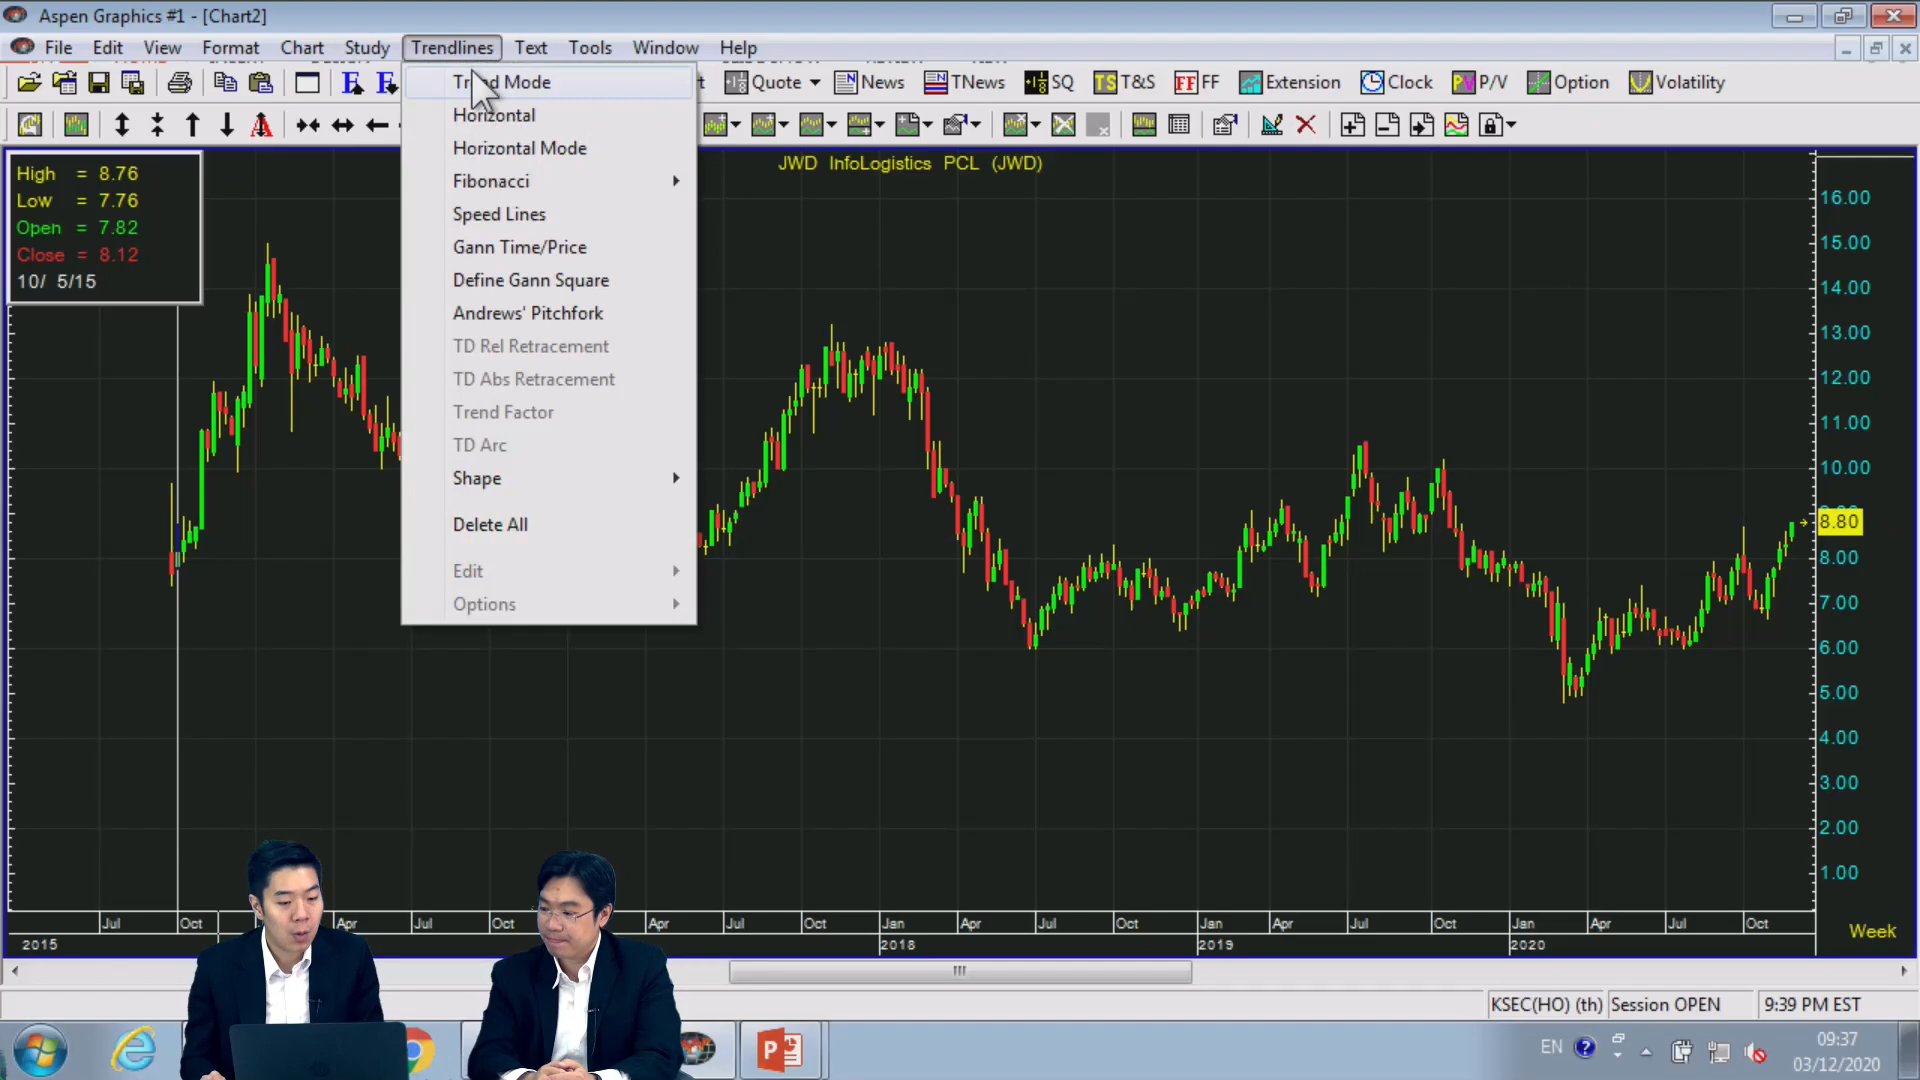 Aspen Graphics #1 - [Chart2]
File Edit View Format Chart Study Trendlines Text Tools Window Help
Quote News TNews SQ T&S FF Extension Clock P/V Option Volatility
Trend Mode
Horizontal
Horizontal Mode
Fibonacci
Speed Lines
Gann Time/Price
Define Gann Square
Andrews' Pitchfork
TD Rel Retracement
TD Abs Retracement
Trend Factor
TD Arc
Shape
Delete All
Edit
Options
High = 8.76
Low = 7.76
Open = 7.82
Close = 8.12
10/ 5/15
JWD InfoLogistics PCL (JWD)
16.00
15.00
14.00
13.00
12.00
11.00
10.00
8.80
8.00
7.00
6.00
5.00
4.00
3.00
2.00
1.00
Jul Oct Apr Jul Oct Apr Jul Oct Jan Apr Jul Oct Jan Apr Jul Oct Jan Apr Jul Oct
2015 2018 2019 2020
Week
KSEC(HO) (th) Session OPEN 9:39 PM EST
EN 09:37
03/12/2020